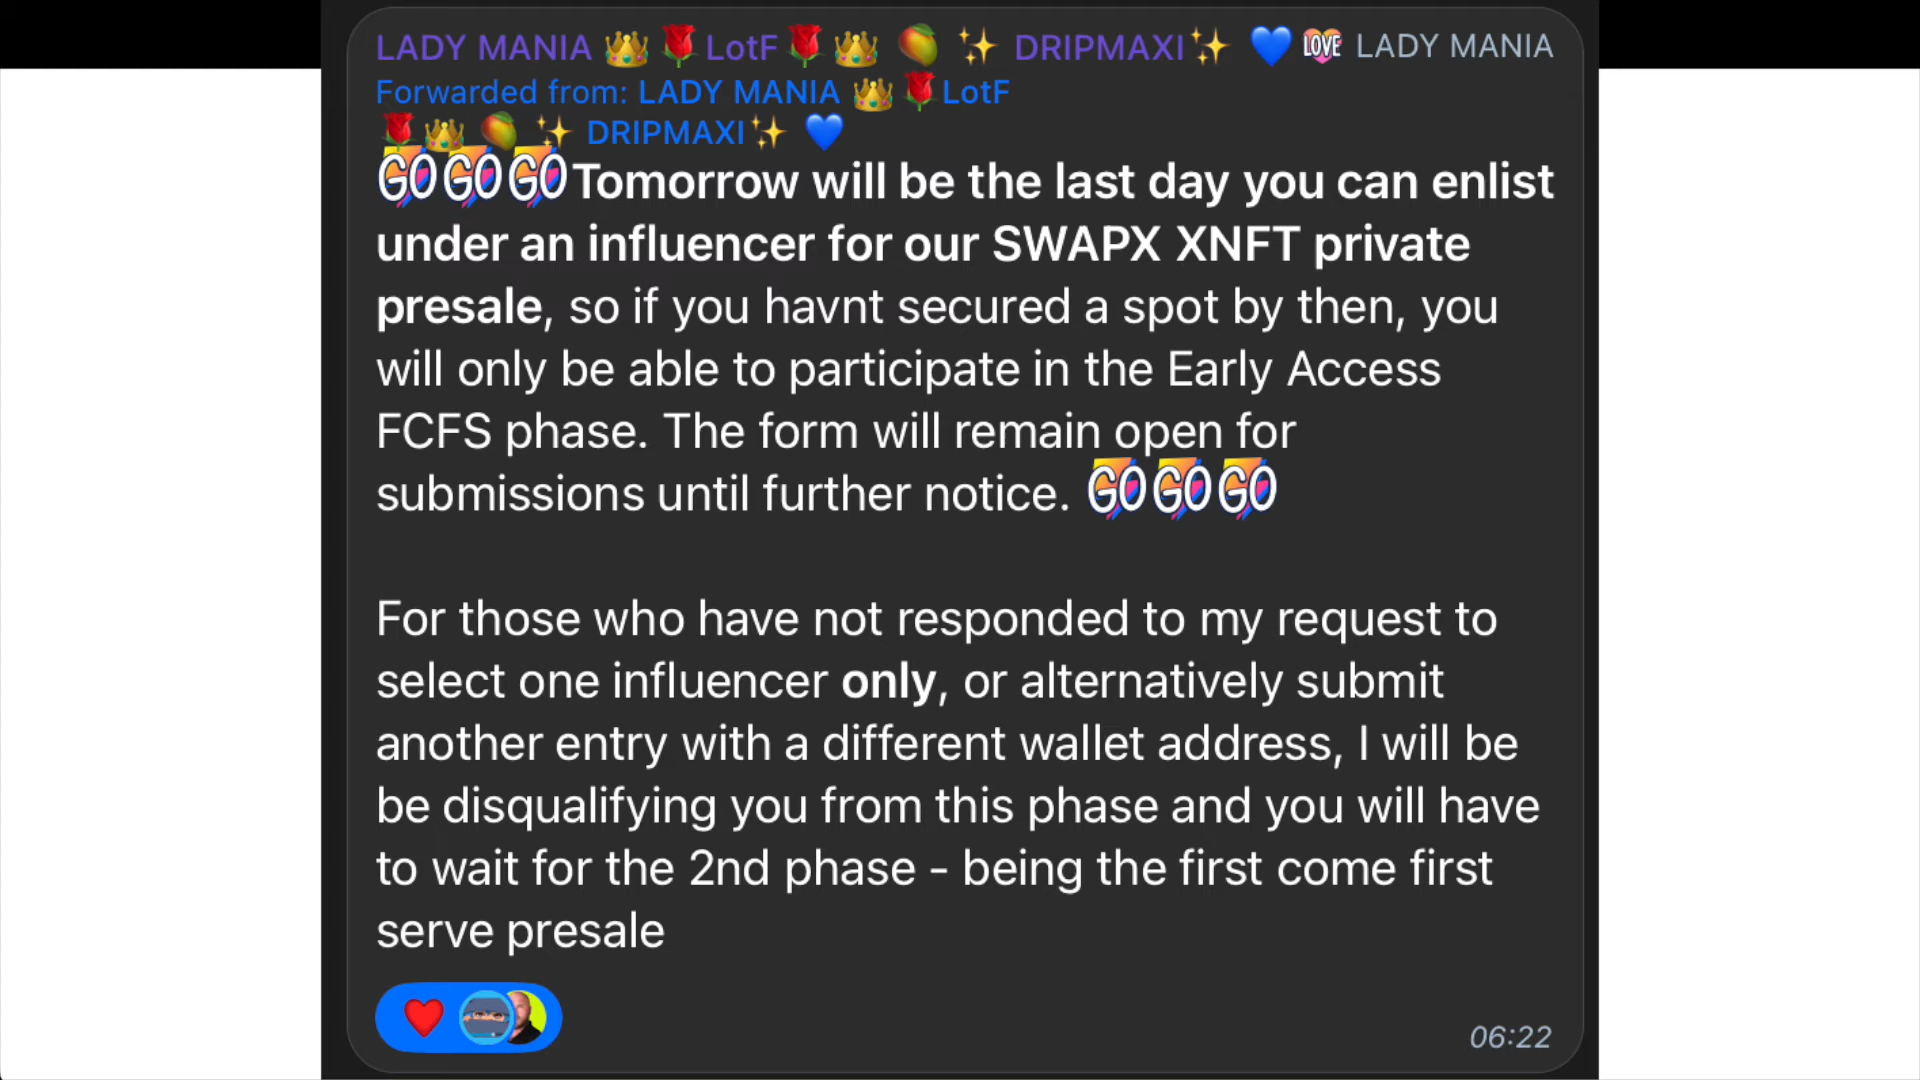 LADY MANIA 👑🌹LotF🌹👑 🥭 ✨ DRIPMAXI✨ 💙 LOVE LADY MANIA
Forwarded from: LADY MANIA 👑🌹LotF
🌹👑 🥭 ✨ DRIPMAXI✨ 💙
GO GO GO Tomorrow will be the last day you can enlist
under an influencer for our SWAPX XNFT private
presale, so if you havnt secured a spot by then, you
will only be able to participate in the Early Access
FCFS phase. The form will remain open for
submissions until further notice. GO GO GO
For those who have not responded to my request to
select one influencer only, or alternatively submit
another entry with a different wallet address, I will be
be disqualifying you from this phase and you will have
to wait for the 2nd phase - being the first come first
serve presale
06:22